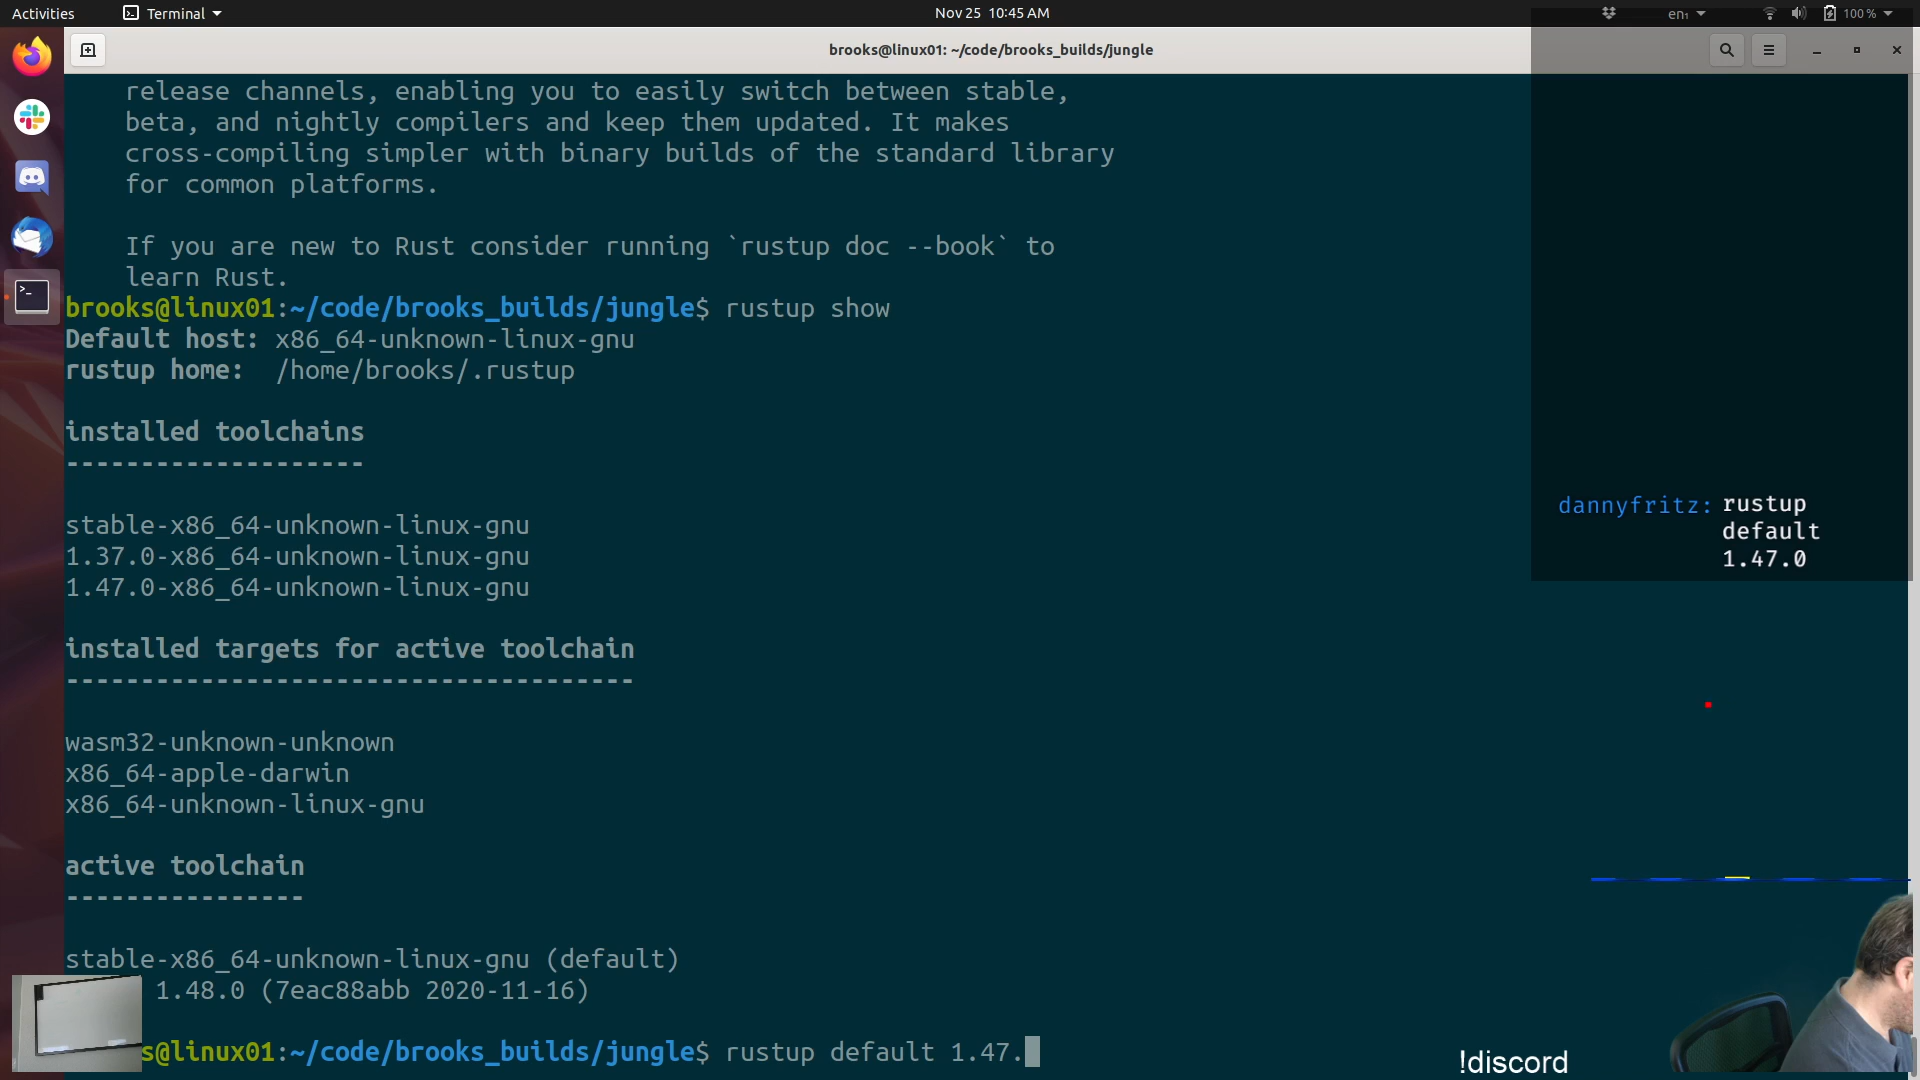 Activities
Terminal
Nov 25 10:45 AM
en₁
100 %
brooks@linux01: ~/code/brooks_builds/jungle
release channels, enabling you to easily switch between stable,
beta, and nightly compilers and keep them updated. It makes
cross-compiling simpler with binary builds of the standard library
for common platforms.
If you are new to Rust consider running `rustup doc --book` to
learn Rust.
brooks@linux01:~/code/brooks_builds/jungle$ rustup show
Default host: x86_64-unknown-linux-gnu
rustup home:  /home/brooks/.rustup
installed toolchains
--------------------
stable-x86_64-unknown-linux-gnu
1.37.0-x86_64-unknown-linux-gnu
1.47.0-x86_64-unknown-linux-gnu
installed targets for active toolchain
--------------------------------------
wasm32-unknown-unknown
x86_64-apple-darwin
x86_64-unknown-linux-gnu
active toolchain
----------------
stable-x86_64-unknown-linux-gnu (default)
1.48.0 (7eac88abb 2020-11-16)
s@linux01:~/code/brooks_builds/jungle$ rustup default 1.47.
dannyfritz: rustup
default
1.47.0
!discord